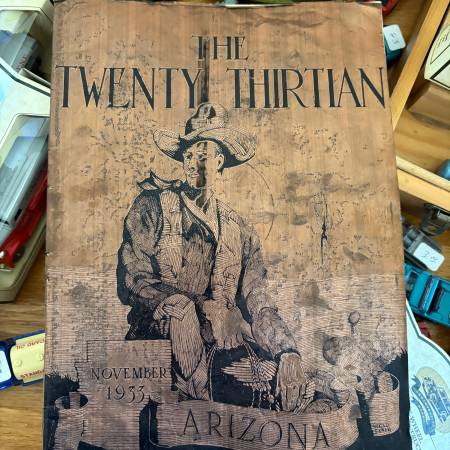 THE
TWENTY THIRTIAN
NOVEMBER
1933
ARIZONA